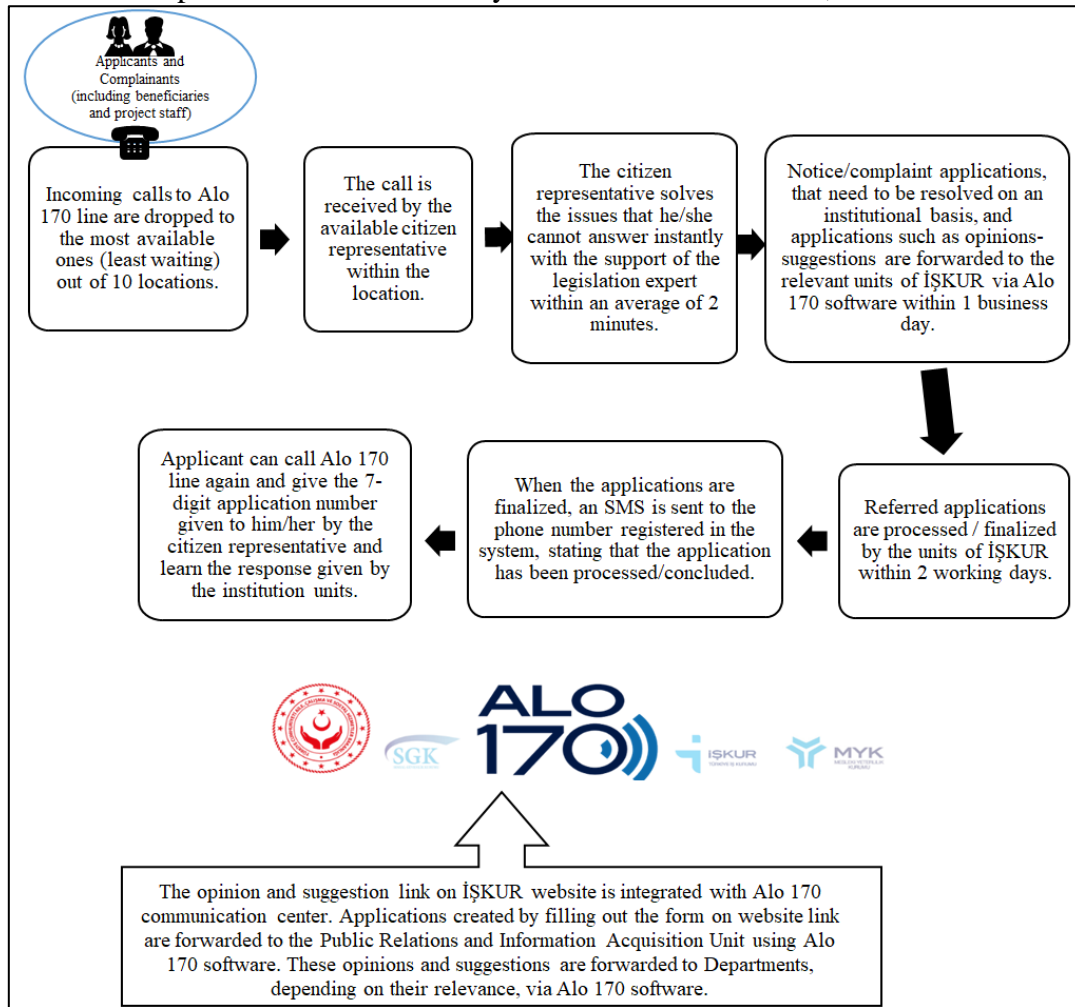 Applicants and
Complainants
(including beneficiaries
and project staff)
Incoming calls to Alo
170 line are dropped to
the most available
ones (least waiting)
out of 10 locations.
The call is
received by the
available citizen
representative
within the
location.
The citizen
representative solves
the issues that he/she
cannot answer instantly
with the support of the
legislation expert
within an average of 2
minutes.
Notice/complaint applications,
that need to be resolved on an
institutional basis, and
applications such as opinions-
suggestions are forwarded to the
relevant units of İŞKUR via Alo
170 software within 1 business
day.
Referred applications
are processed / finalized
by the units of İŞKUR
within 2 working days.
When the applications are
finalized, an SMS is sent to the
phone number registered in the
system, stating that the application
has been processed/concluded.
Applicant can call Alo 170
line again and give the 7-
digit application number
given to him/her by the
citizen representative and
learn the response given by
the institution units.
SGK
ALO
170
İŞKUR
TÜRKİYE İŞ KURUMU
MYK
MESLEKİ YETERLİLİK
KURUMU
The opinion and suggestion link on İŞKUR website is integrated with Alo 170
communication center. Applications created by filling out the form on website link
are forwarded to the Public Relations and Information Acquisition Unit using Alo
170 software. These opinions and suggestions are forwarded to Departments,
depending on their relevance, via Alo 170 software.